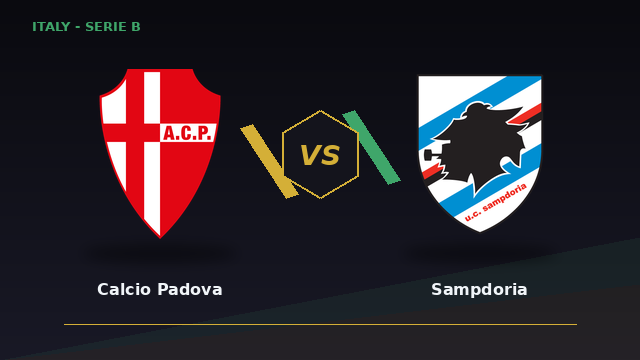 ITALY - SERIE B
A.C.P.
VS
u.c. sampdoria
Calcio Padova
Sampdoria